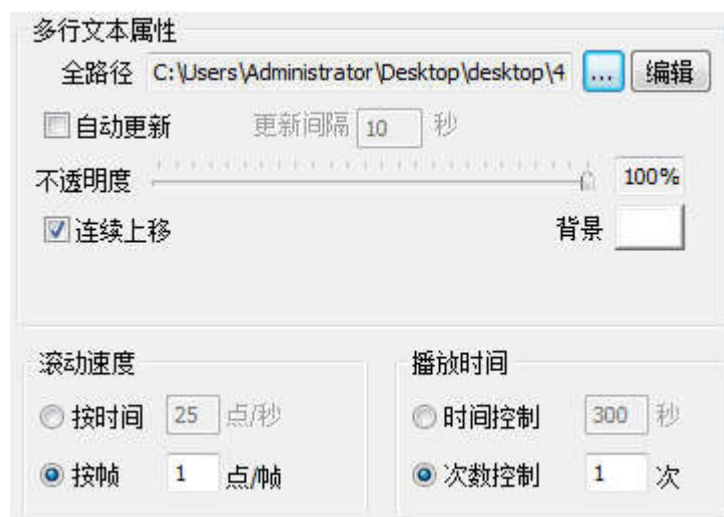 多行文本属性
全路径 C:\Users\Administrator\Desktop\desktop\4 ... 编辑
自动更新 更新间隔 10 秒
不透明度 100%
连续上移 背景
滚动速度 播放时间
按时间 25 点/秒 时间控制 300 秒
按帧 1 点/帧 次数控制 1 次